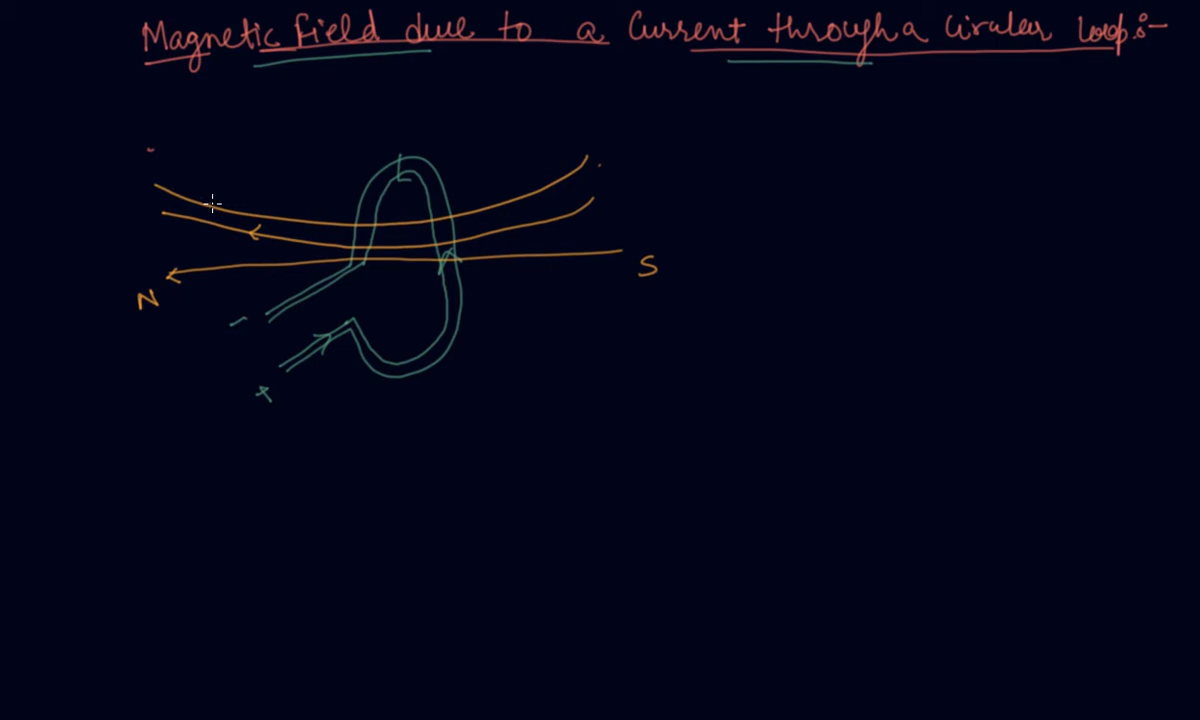 Magnetic field due to a Current through a Circular loop:-
S
N
-
+